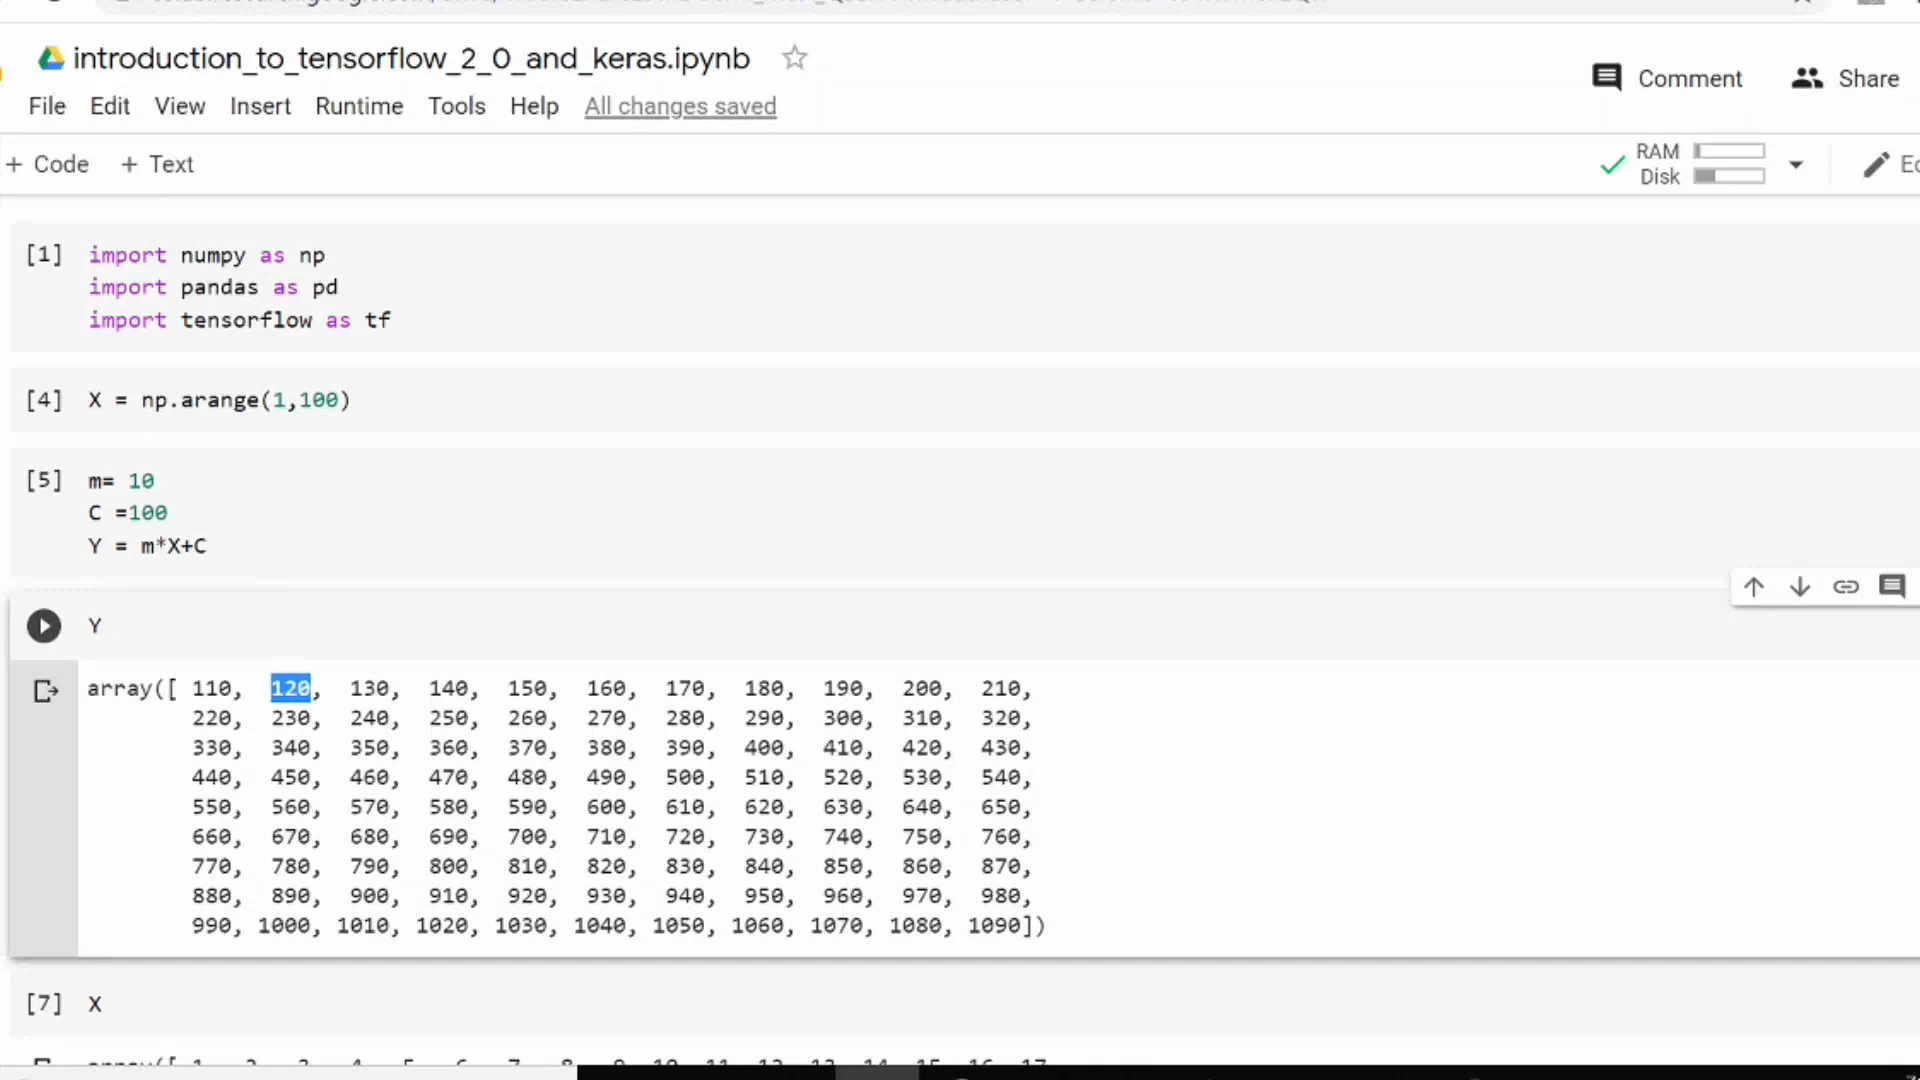 introduction_to_tensorflow_2_0_and_keras.ipynb
Comment Share
File Edit View Insert Runtime Tools Help All changes saved
+ Code + Text
RAM
Disk
[1] import numpy as np
import pandas as pd
import tensorflow as tf
[4] X = np.arange(1,100)
[5] m= 10
C =100
Y = m*X+C
Y
array([ 110, 120, 130, 140, 150, 160, 170, 180, 190, 200, 210,
220, 230, 240, 250, 260, 270, 280, 290, 300, 310, 320,
330, 340, 350, 360, 370, 380, 390, 400, 410, 420, 430,
440, 450, 460, 470, 480, 490, 500, 510, 520, 530, 540,
550, 560, 570, 580, 590, 600, 610, 620, 630, 640, 650,
660, 670, 680, 690, 700, 710, 720, 730, 740, 750, 760,
770, 780, 790, 800, 810, 820, 830, 840, 850, 860, 870,
880, 890, 900, 910, 920, 930, 940, 950, 960, 970, 980,
990, 1000, 1010, 1020, 1030, 1040, 1050, 1060, 1070, 1080, 1090])
[7] X